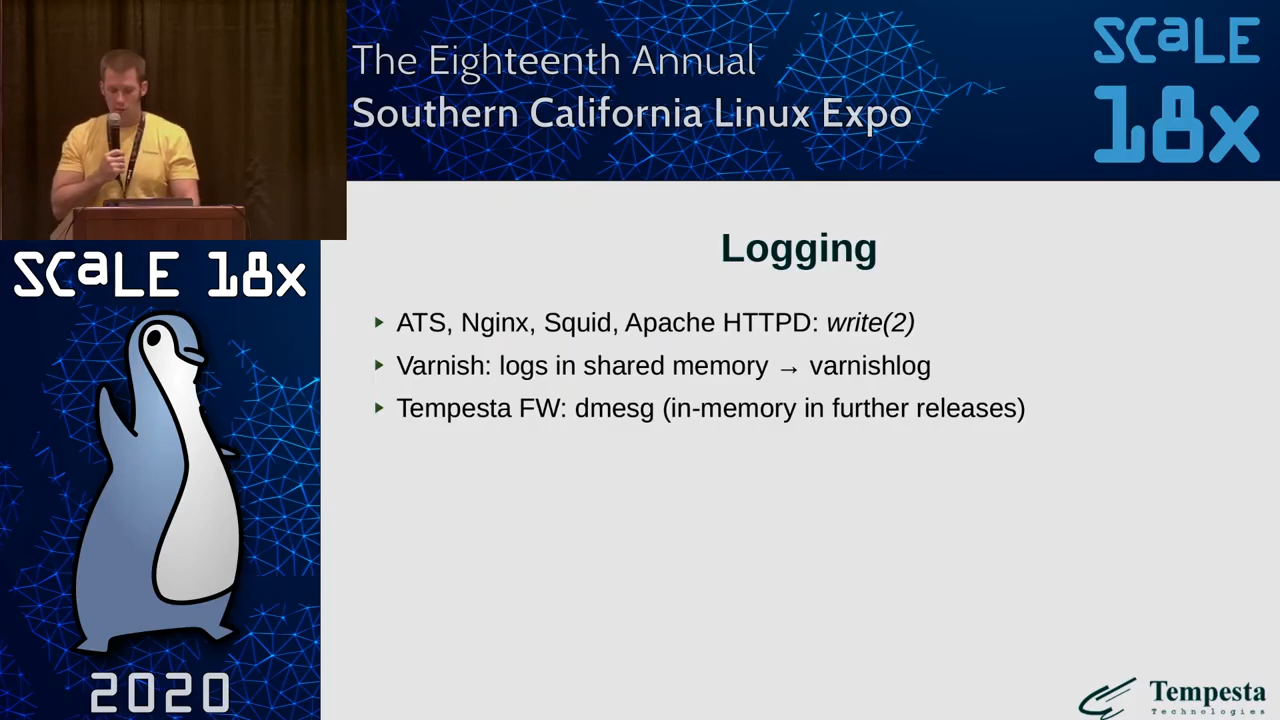 The Eighteenth Annual
Southern California Linux Expo
SCaLE
18x
SCaLE 18x
2020
Logging
ATS, Nginx, Squid, Apache HTTPD: write(2)
Varnish: logs in shared memory → varnishlog
Tempesta FW: dmesg (in-memory in further releases)
Tempesta
Technologies